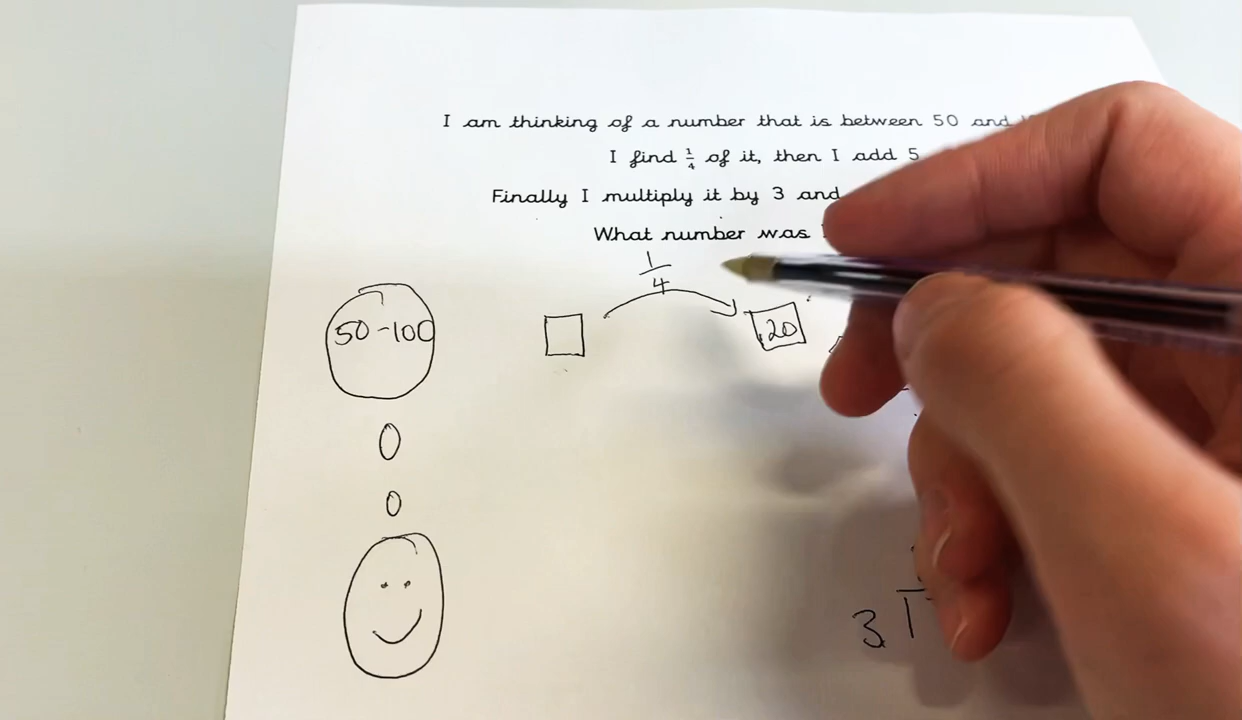 I am thinking of a number that is between 50 and
I find 1/4 of it, then I add 5
Finally I multiply it by 3 and
What number was
1/4
50-100
20
3